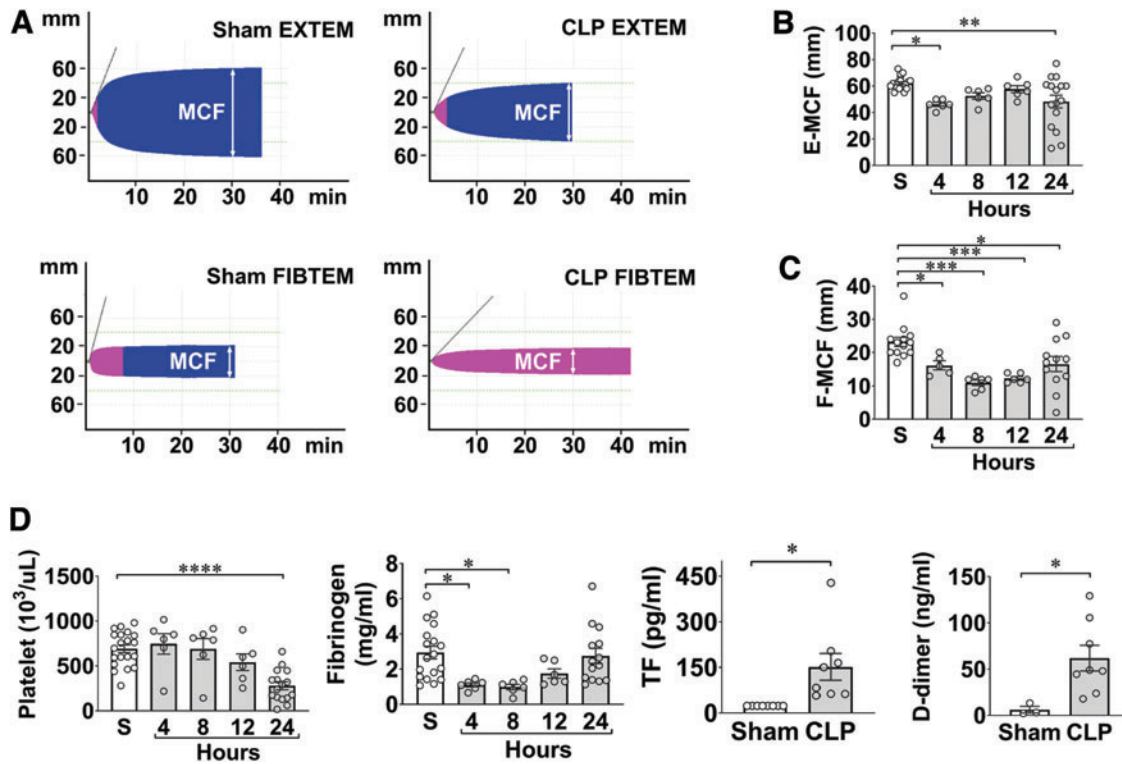 A
mm
Sham EXTEM
60
20
20
60
MCF
10 20 30 40 min
mm
CLP EXTEM
60
20
20
60
MCF
10 20 30 40 min
mm
Sham FIBTEM
60
20
20
60
MCF
10 20 30 40 min
mm
CLP FIBTEM
60
20
20
60
MCF
10 20 30 40 min
B
E-MCF (mm)
100
80
60
40
20
0
**
*
S 4 8 12 24
Hours
C
F-MCF (mm)
40
30
20
10
0
*
***
***
*
S 4 8 12 24
Hours
D
Platelet (10³/uL)
1500
1000
500
0
****
S 4 8 12 24
Hours
Fibrinogen
(mg/ml)
8
6
4
2
0
*
*
S 4 8 12 24
Hours
TF (pg/ml)
450
300
150
0
*
Sham CLP
D-dimer (ng/ml)
150
100
50
0
*
Sham CLP